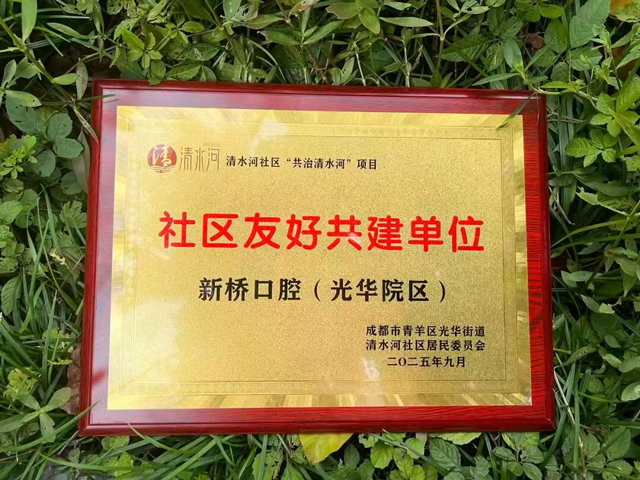 清水河 清水河社区“共治清水河”项目
社区友好共建单位
新桥口腔（光华院区）
成都市青羊区光华街道
清水河社区居民委员会
二〇二五年九月